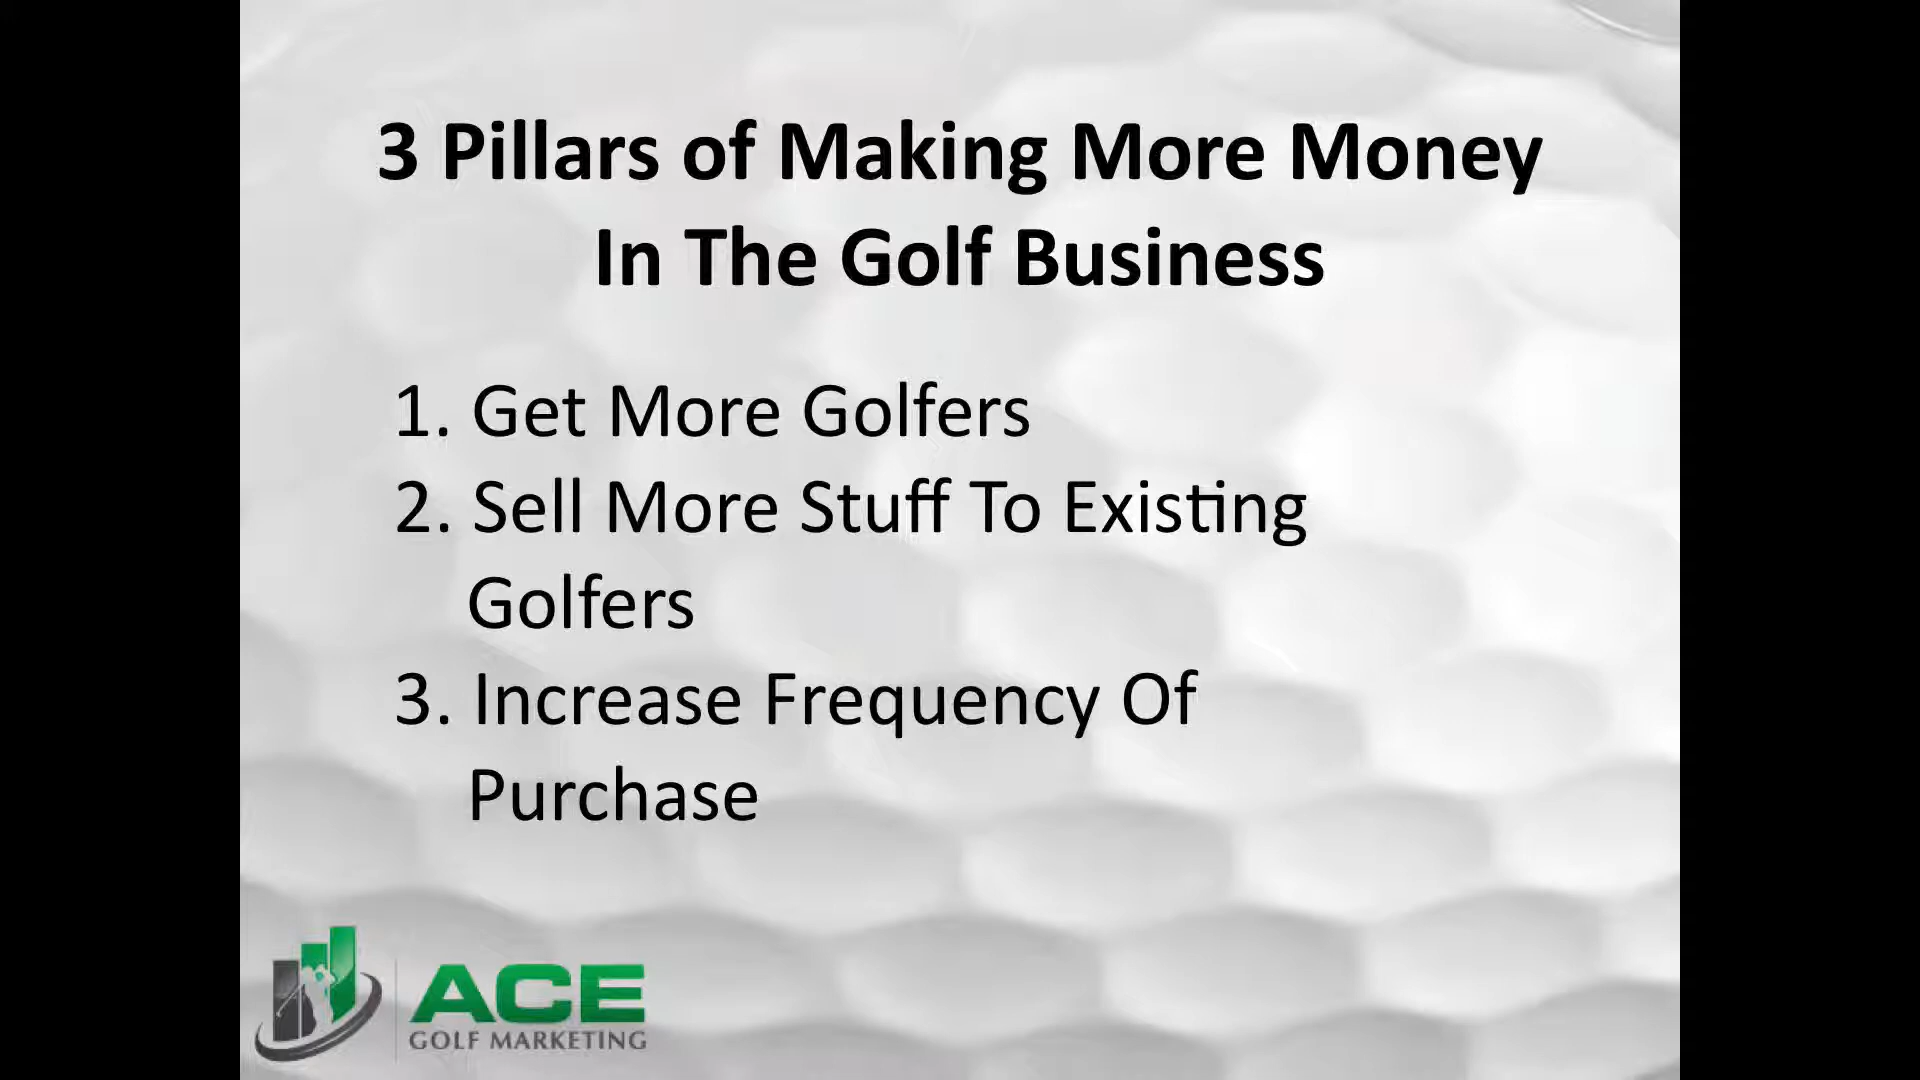 3 Pillars of Making More Money
In The Golf Business
1. Get More Golfers
2. Sell More Stuff To Existing
Golfers
3. Increase Frequency Of
Purchase
ACE
GOLF MARKETING